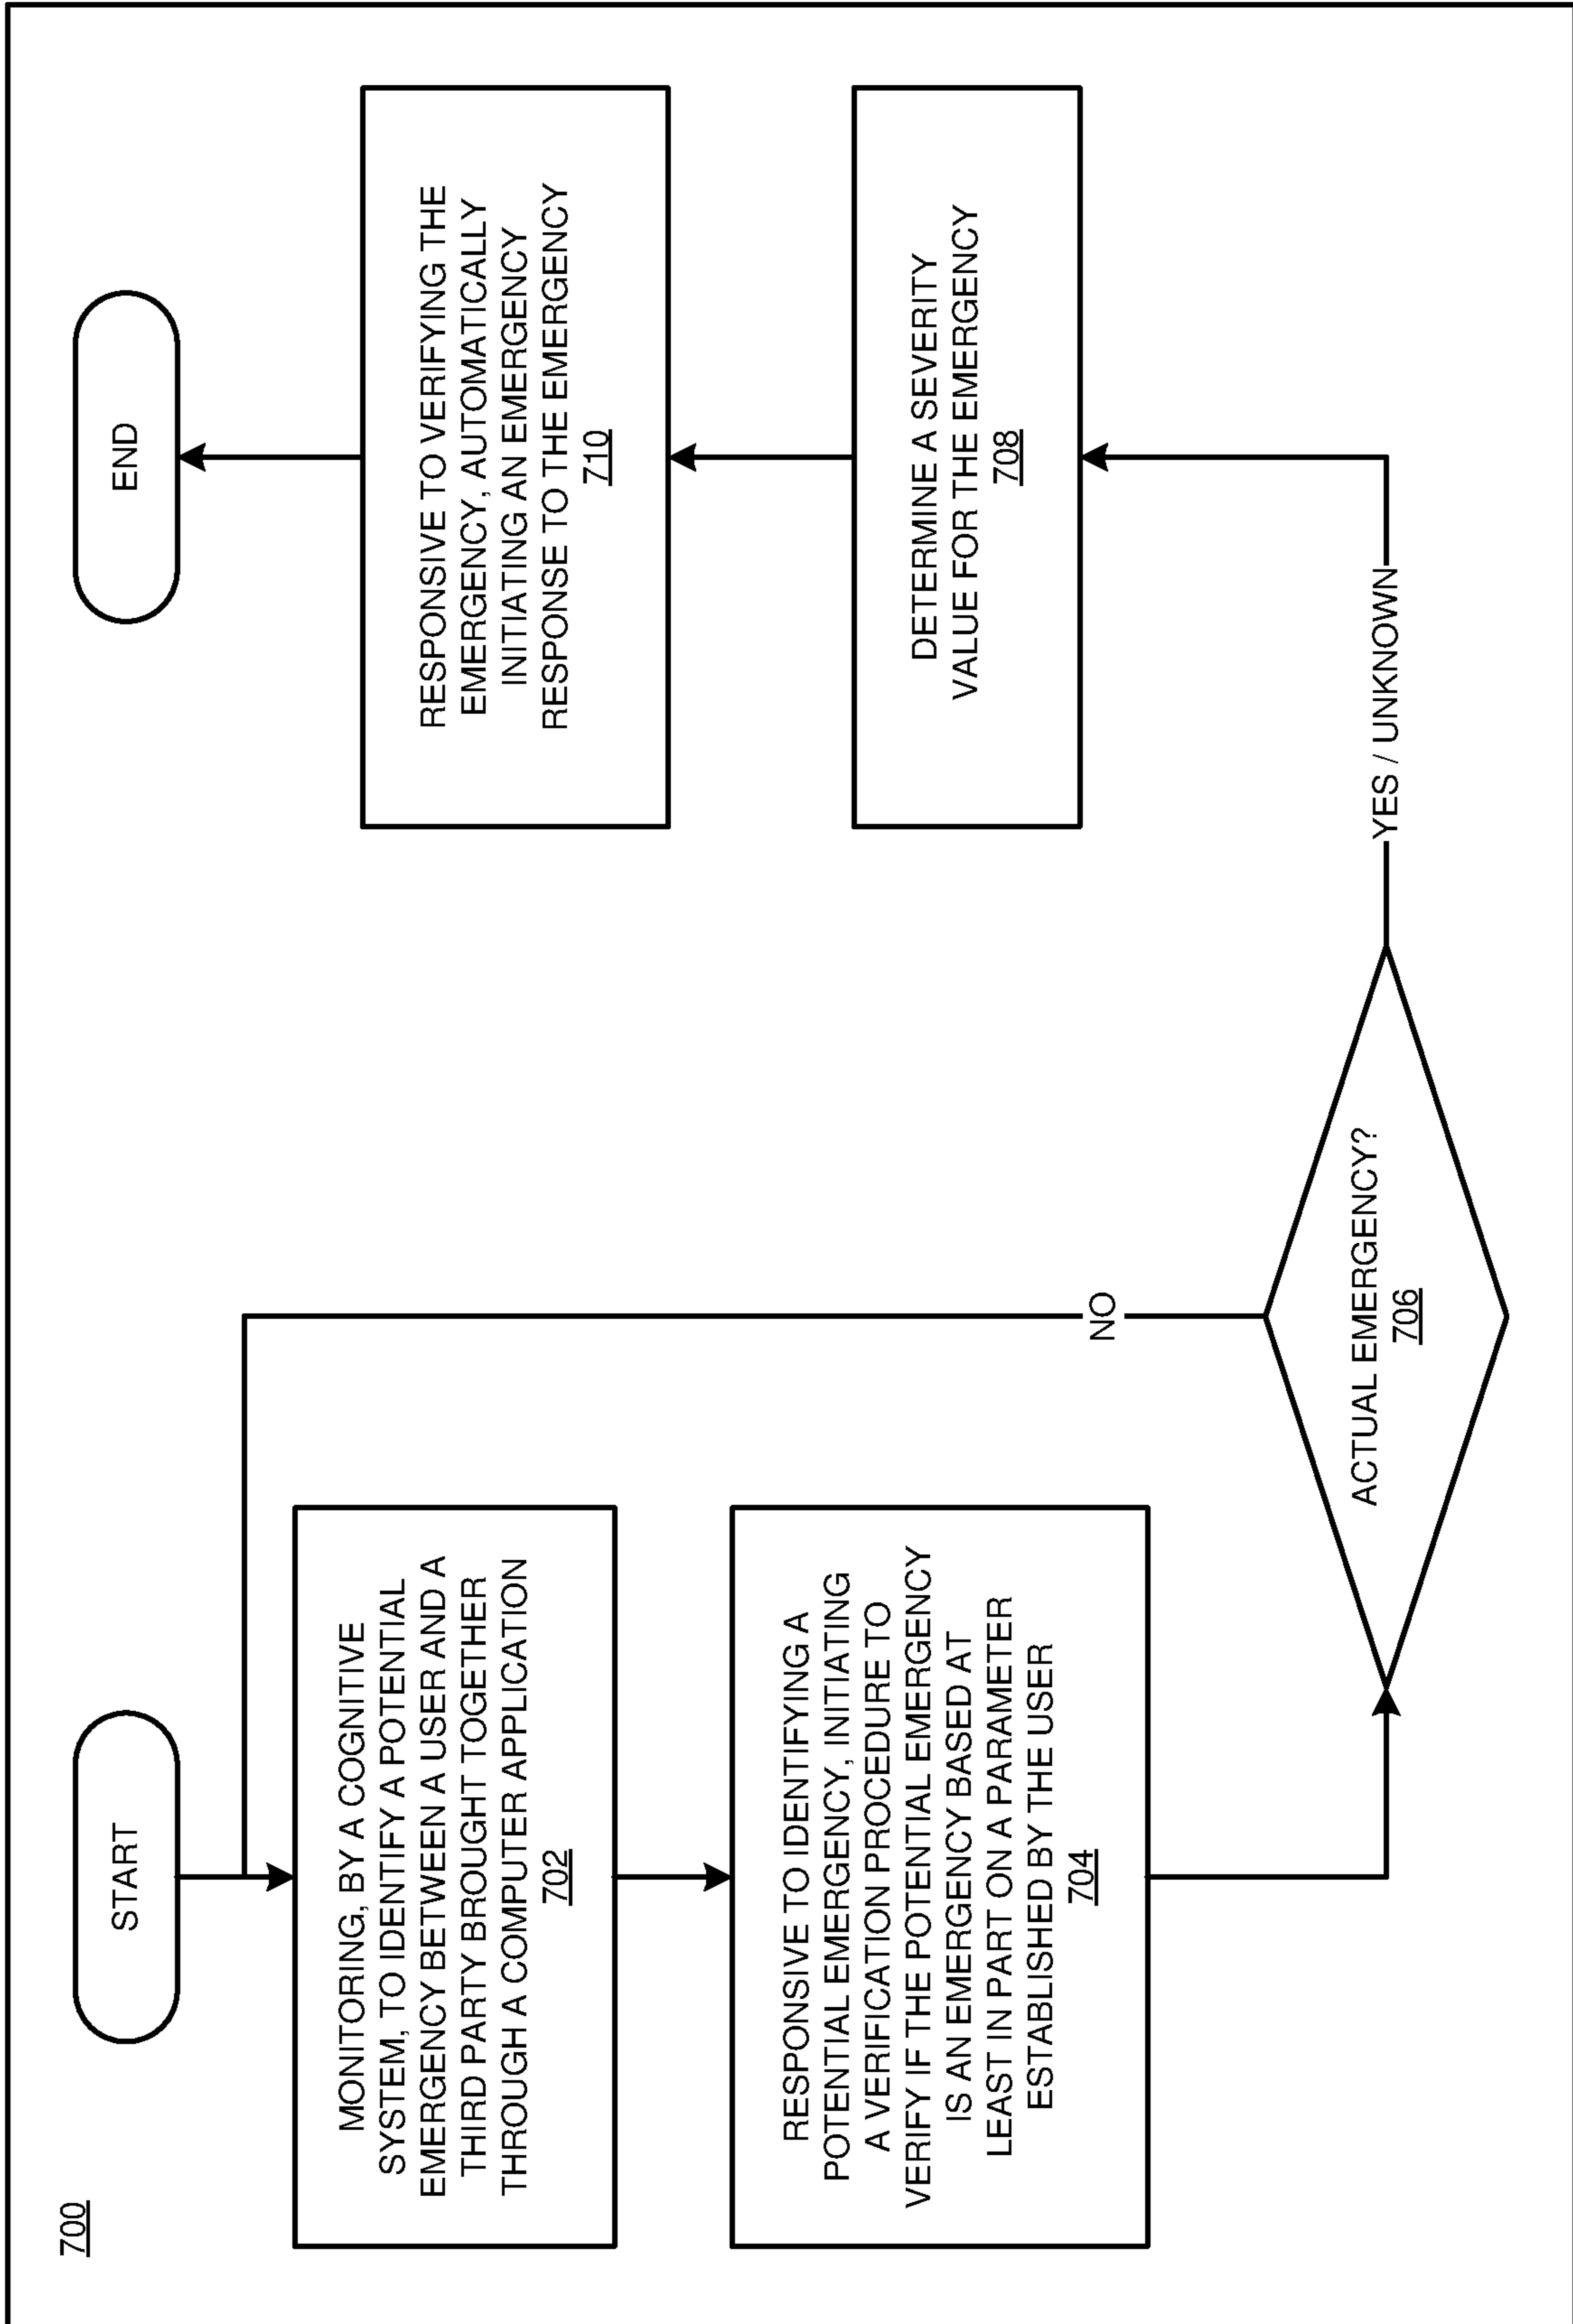 700
START
MONITORING, BY A COGNITIVE
SYSTEM, TO IDENTIFY A POTENTIAL
EMERGENCY BETWEEN A USER AND A
THIRD PARTY BROUGHT TOGETHER
THROUGH A COMPUTER APPLICATION
702
RESPONSIVE TO IDENTIFYING A
POTENTIAL EMERGENCY, INITIATING
A VERIFICATION PROCEDURE TO
VERIFY IF THE POTENTIAL EMERGENCY
IS AN EMERGENCY BASED AT
LEAST IN PART ON A PARAMETER
ESTABLISHED BY THE USER
704
NO
ACTUAL EMERGENCY?
706
YES / UNKNOWN
DETERMINE A SEVERITY
VALUE FOR THE EMERGENCY
708
RESPONSIVE TO VERIFYING THE
EMERGENCY, AUTOMATICALLY
INITIATING AN EMERGENCY
RESPONSE TO THE EMERGENCY
710
END